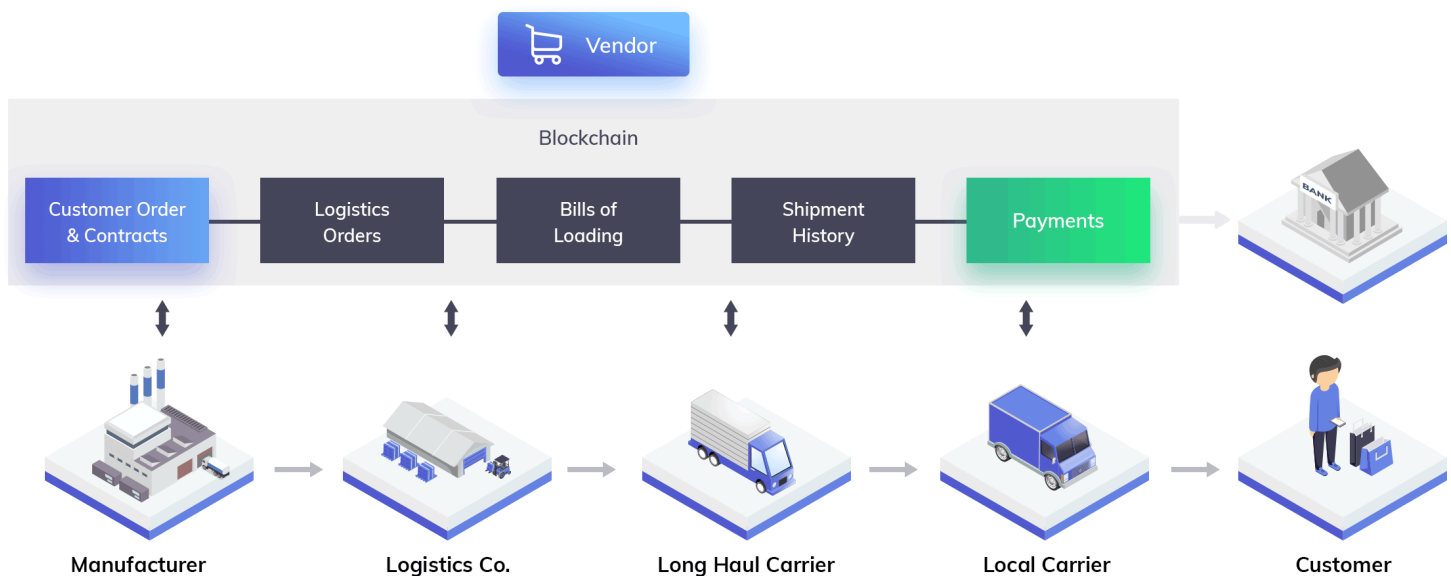 Vendor
Blockchain
Customer Order
& Contracts
Logistics
Orders
Bills of
Loading
Shipment
History
Payments
BANK
Manufacturer
Logistics Co.
Long Haul Carrier
Local Carrier
Customer